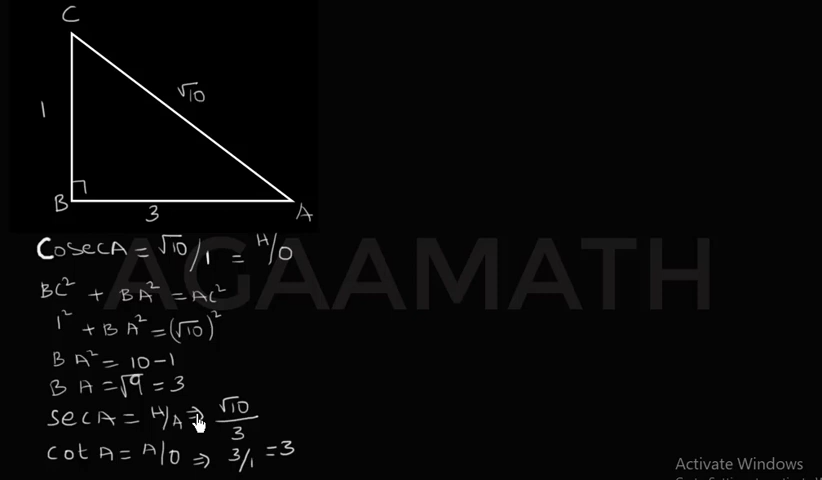 C
√10
1
B
3
A
CosecA = √10/1 = H/O
BC² + BA² = AC²
1² + BA² = (√10)²
BA² = 10-1
BA = √9 = 3
SecA = H/A ⇒ √10/3
Cot A = A/O ⇒ 3/1 = 3
AGAAMATH
Activate Windows